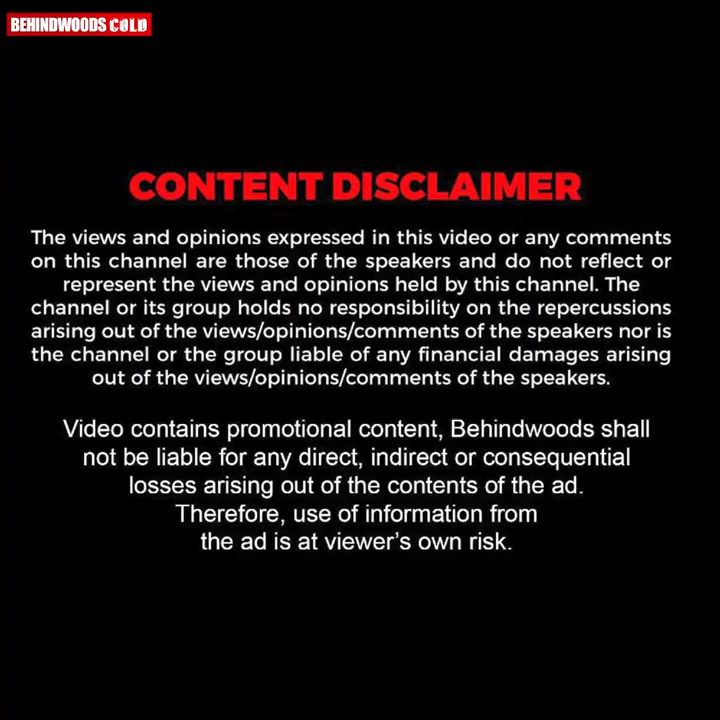 BEHINDWOODS COLD
CONTENT DISCLAIMER
The views and opinions expressed in this video or any comments
on this channel are those of the speakers and do not reflect or
represent the views and opinions held by this channel. The
channel or its group holds no responsibility on the repercussions
arising out of the views/opinions/comments of the speakers nor is
the channel or the group liable of any financial damages arising
out of the views/opinions/comments of the speakers.
Video contains promotional content, Behindwoods shall
not be liable for any direct, indirect or consequential
losses arising out of the contents of the ad.
Therefore, use of information from
the ad is at viewer’s own risk.